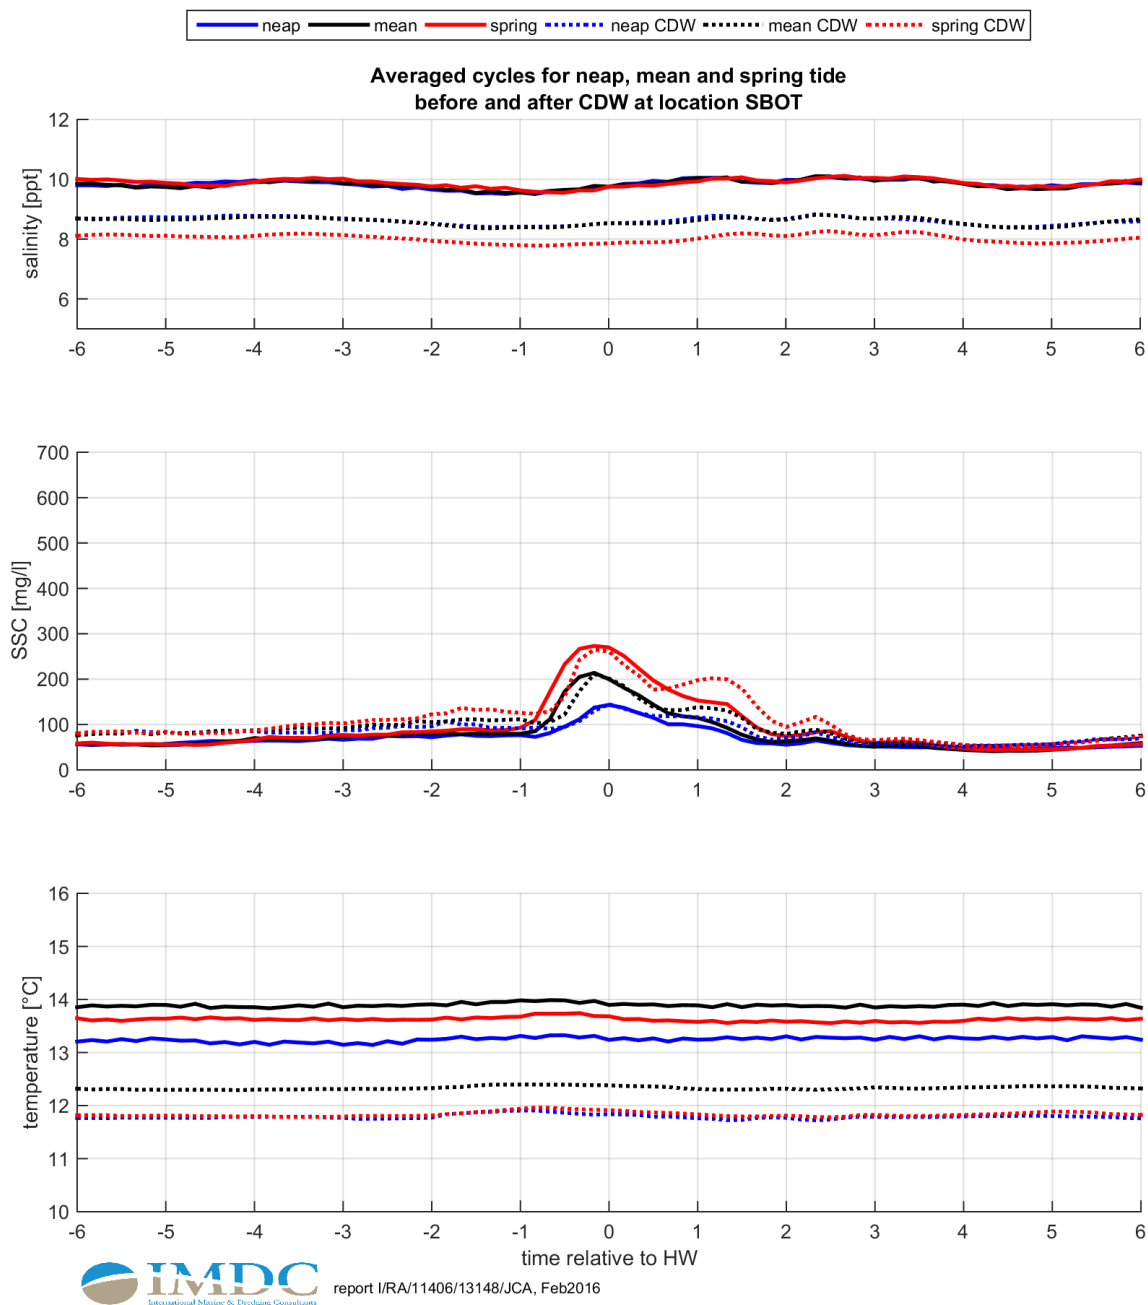 neap mean spring neap CDW mean CDW spring CDW
Averaged cycles for neap, mean and spring tide
before and after CDW at location SBOT
salinity [ppt]
12
10
8
6
-6 -5 -4 -3 -2 -1 0 1 2 3 4 5 6
SSC [mg/l]
700
600
500
400
300
200
100
0
-6 -5 -4 -3 -2 -1 0 1 2 3 4 5 6
temperature [°C]
16
15
14
13
12
11
10
-6 -5 -4 -3 -2 -1 0 1 2 3 4 5 6
time relative to HW
IMDC
International Marine & Dredging Consultants
report I/RA/11406/13148/JCA, Feb2016